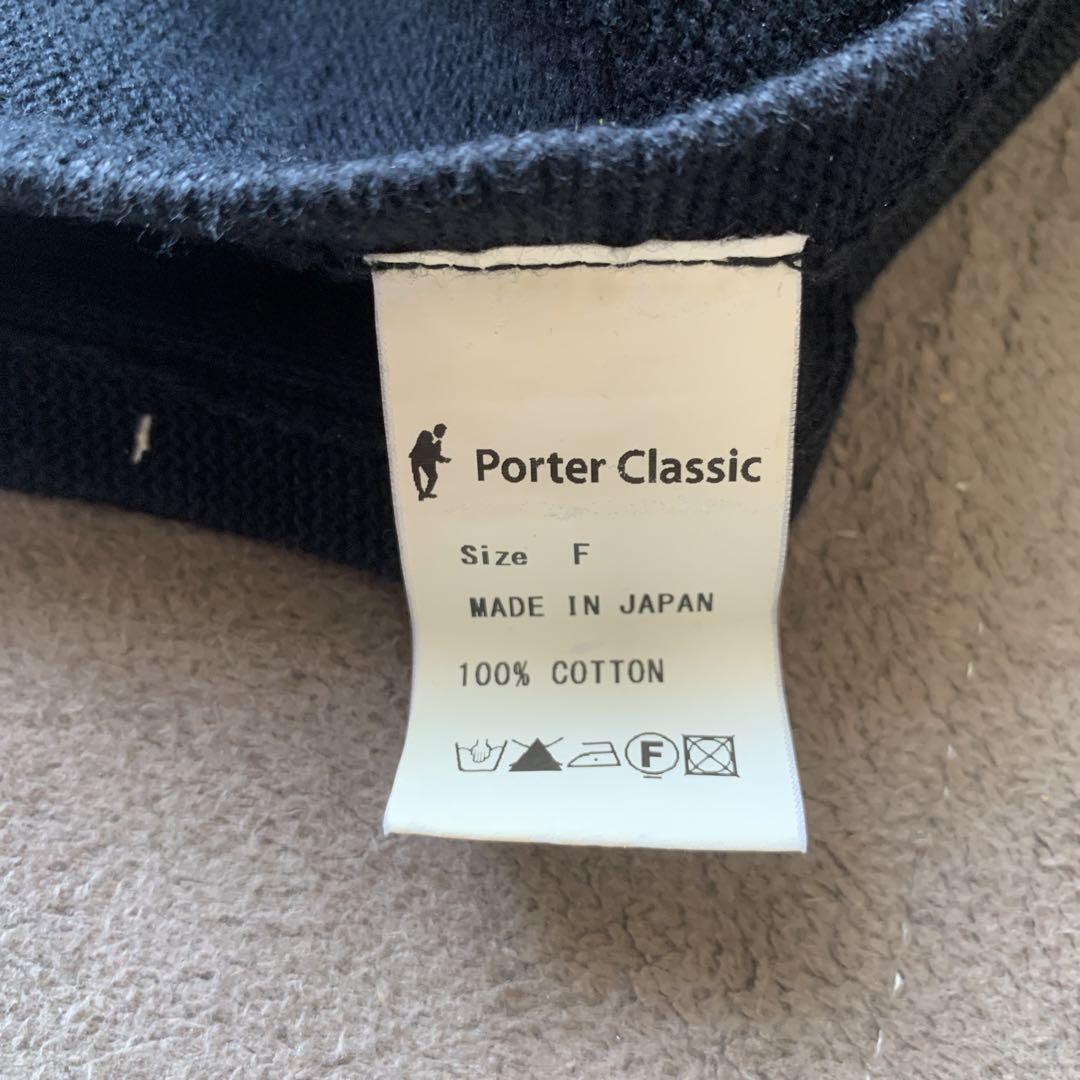 Porter Classic
Size F
MADE IN JAPAN
100% COTTON
F